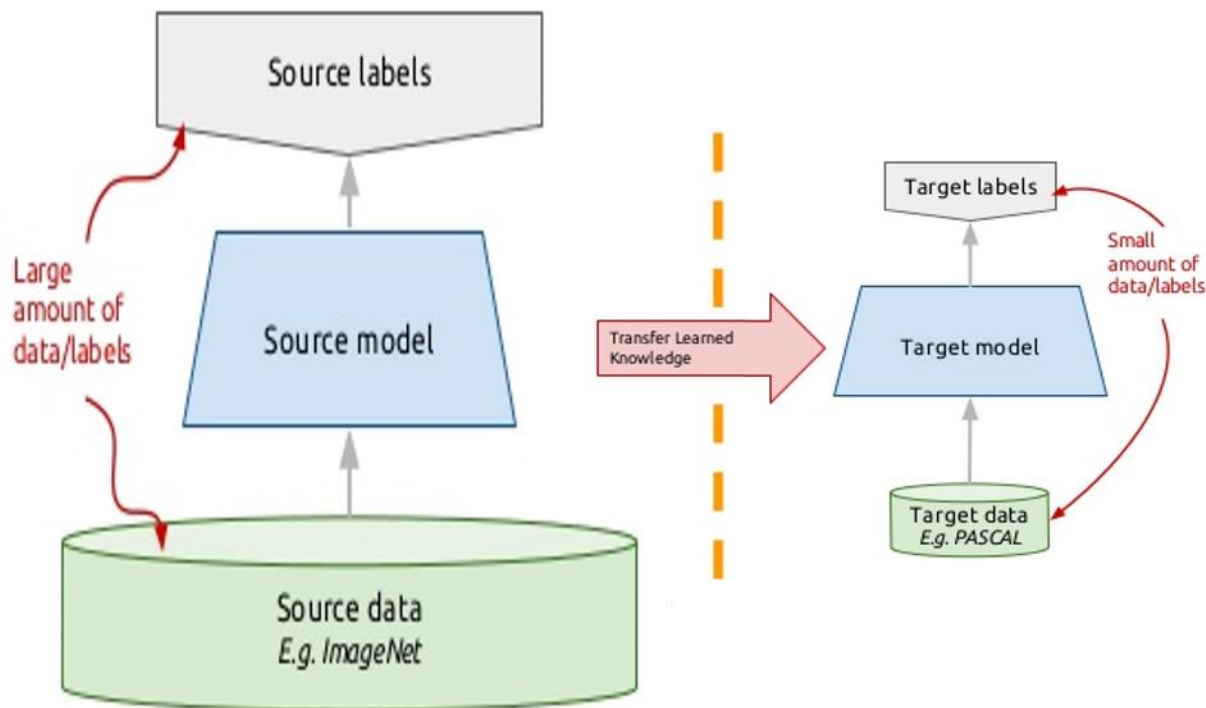 Source labels
Large
amount of
data/labels
Source model
Source data
E.g. ImageNet
Transfer Learned
Knowledge
Target labels
Small
amount of
data/labels
Target model
Target data
E.g. PASCAL